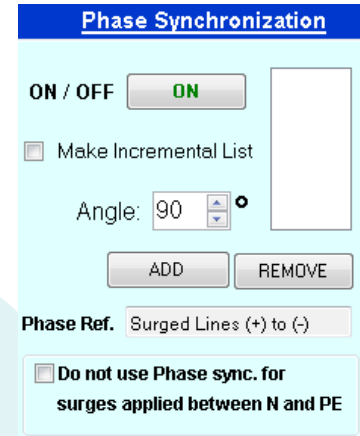 Phase Synchronization
ON / OFF ON
Make Incremental List
Angle: 90 °
ADD REMOVE
Phase Ref. Surged Lines (+) to (-)
Do not use Phase sync. for
surges applied between N and PE